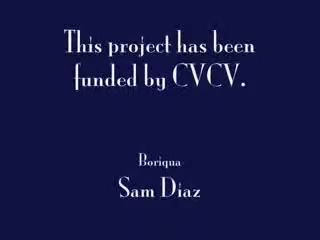 This project has been
funded by CVCV.
Boriqua
Sam Diaz